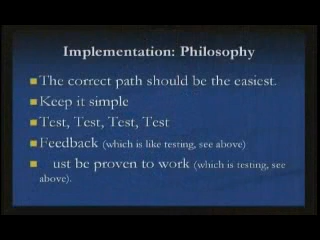 Implementation: Philosophy
The correct path should be the easiest.
Keep it simple
Test, Test, Test, Test
Feedback (which is like testing, see above)
ust be proven to work (which is testing, see
above).